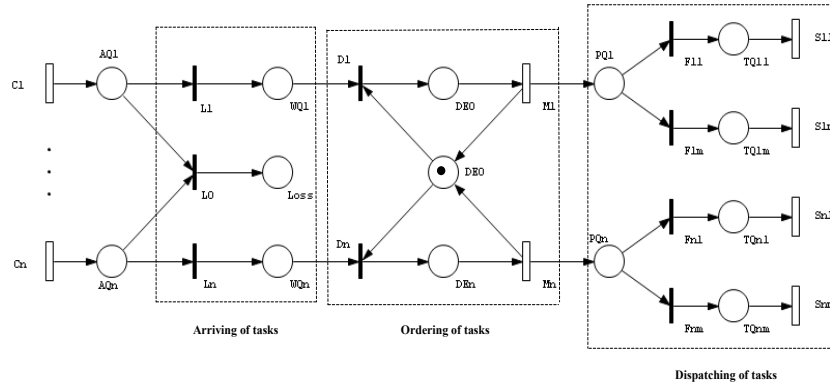 C1
AQ1
L1
WQ1
D1
DE0
M1
PQ1
F11
TQ11
S11
F1m
TQ1m
S1m
L0
Loss
DE0
Cn
AQn
Ln
WQn
Dn
DEn
Mn
PQn
Fn1
TQn1
Sn1
Fnm
TQnm
Snm
Arriving of tasks
Ordering of tasks
Dispatching of tasks